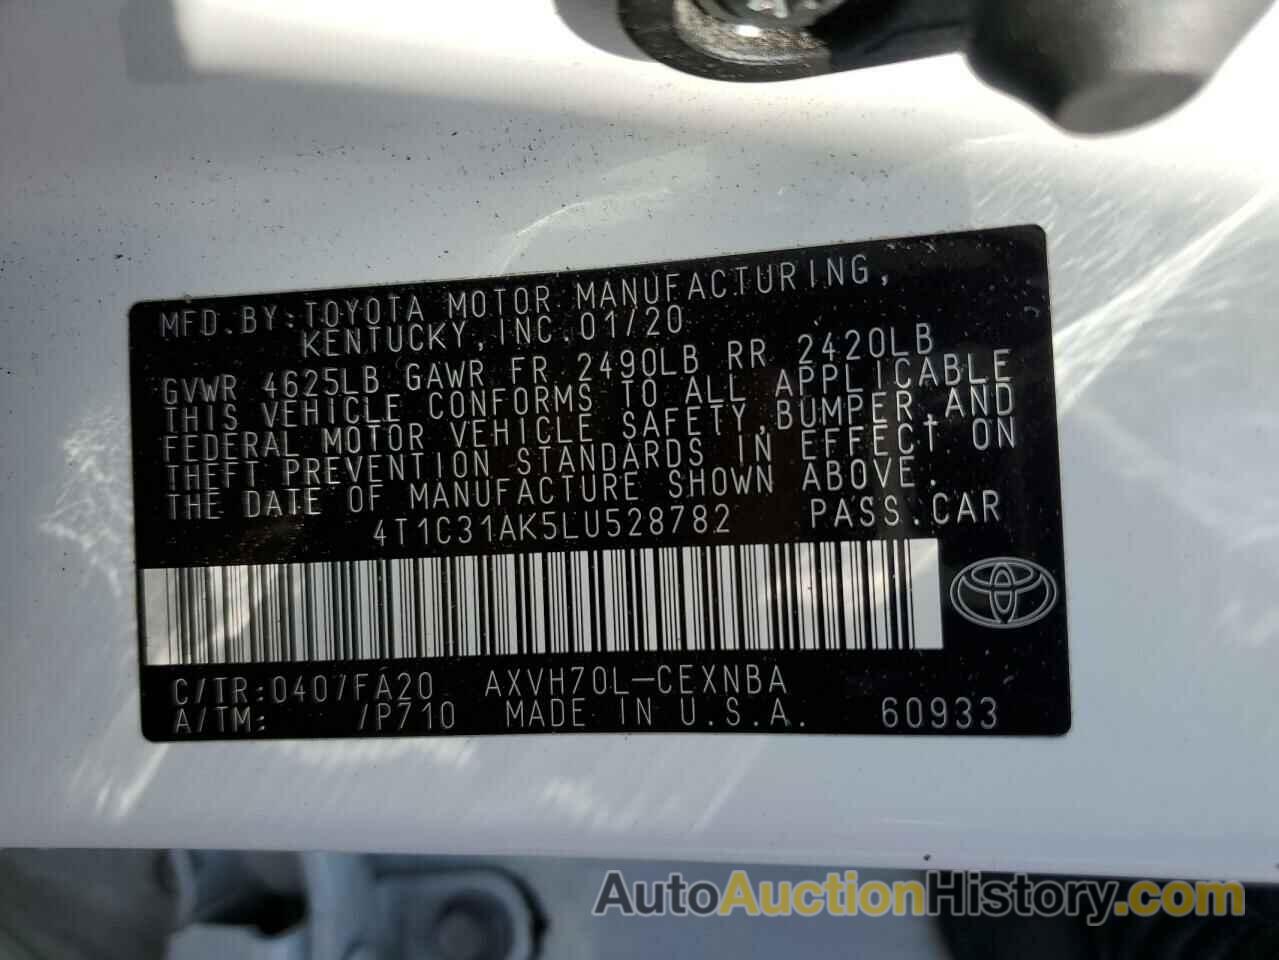 MFD.BY:TOYOTA MOTOR MANUFACTURING,
KENTUCKY,INC.01/20
GVWR 4625LB GAWR FR 2490LB RR 2420LB
THIS VEHICLE CONFORMS TO ALL APPLICABLE
FEDERAL MOTOR VEHICLE SAFETY,BUMPER,AND
THEFT PREVENTION STANDARDS IN EFFECT ON
THE DATE OF MANUFACTURE SHOWN ABOVE.
4T1C31AK5LU528782 PASS.CAR
C/TR:040/FA20 AXVH70L-CEXNBA
A/TM: /P710 MADE IN U.S.A. 60933
AutoAuctionHistory.com